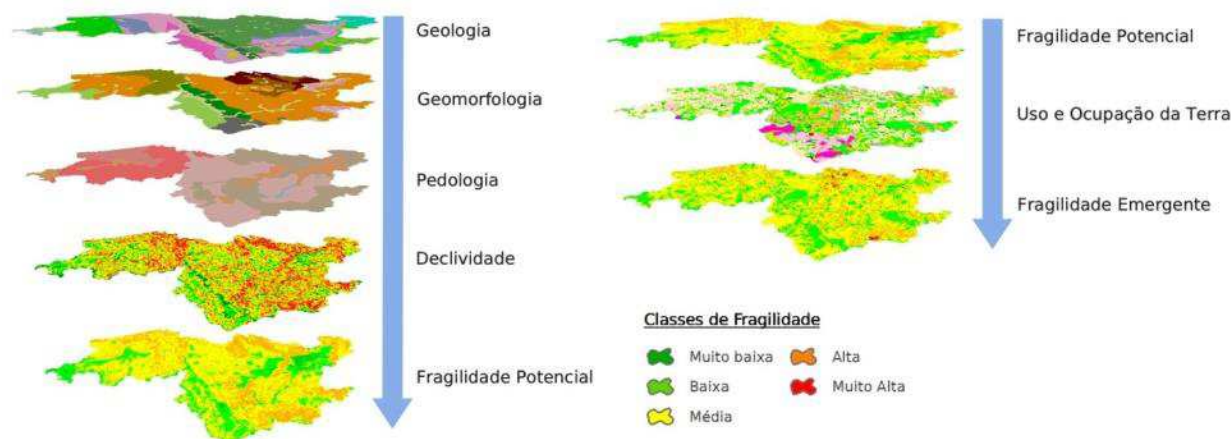 Geologia
Geomorfologia
Pedologia
Declividade
Fragilidade Potencial
Fragilidade Potencial
Uso e Ocupação da Terra
Fragilidade Emergente
Classes de Fragilidade
Muito baixa
Baixa
Média
Alta
Muito Alta